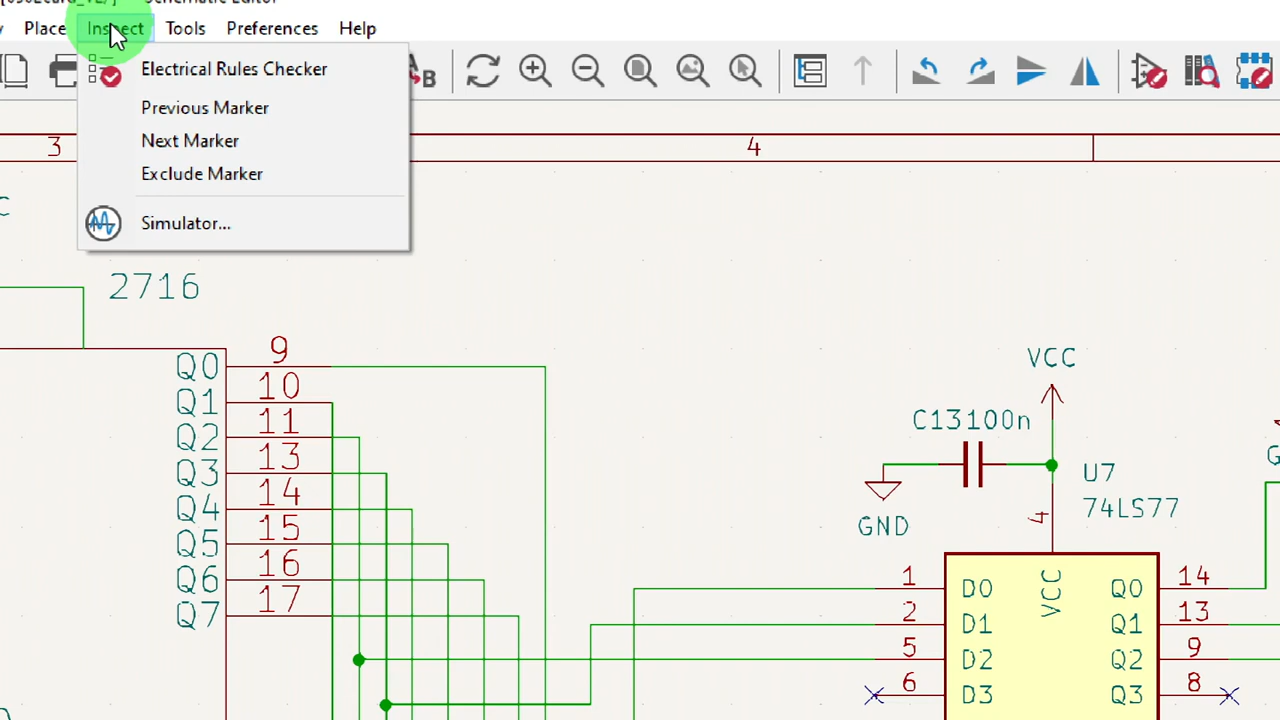 Schematic Editor
Place Inspect Tools Preferences Help
Electrical Rules Checker
Previous Marker
Next Marker
Exclude Marker
Simulator...
3
4
C
2716
Q0 9
Q1 10
Q2 11
Q3 13
Q4 14
Q5 15
Q6 16
Q7 17
VCC
C13100n
GND
U7
74LS77
4
VCC
1 D0 Q0 14
2 D1 Q1 13
5 D2 Q2 9
6 D3 Q3 8
G
B